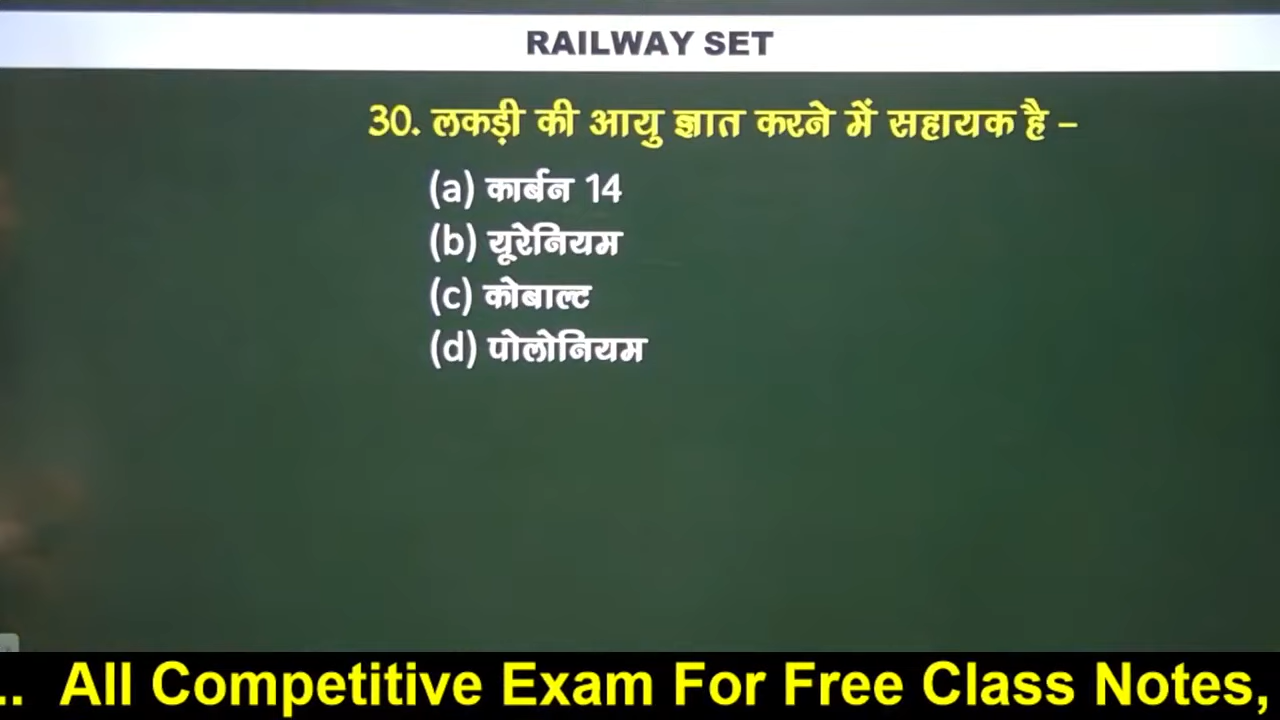 RAILWAY SET
30. लकड़ी की आयु ज्ञात करने में सहायक है –
(a) कार्बन 14
(b) यूरेनियम
(c) कोबाल्ट
(d) पोलोनियम
.. All Competitive Exam For Free Class Notes,